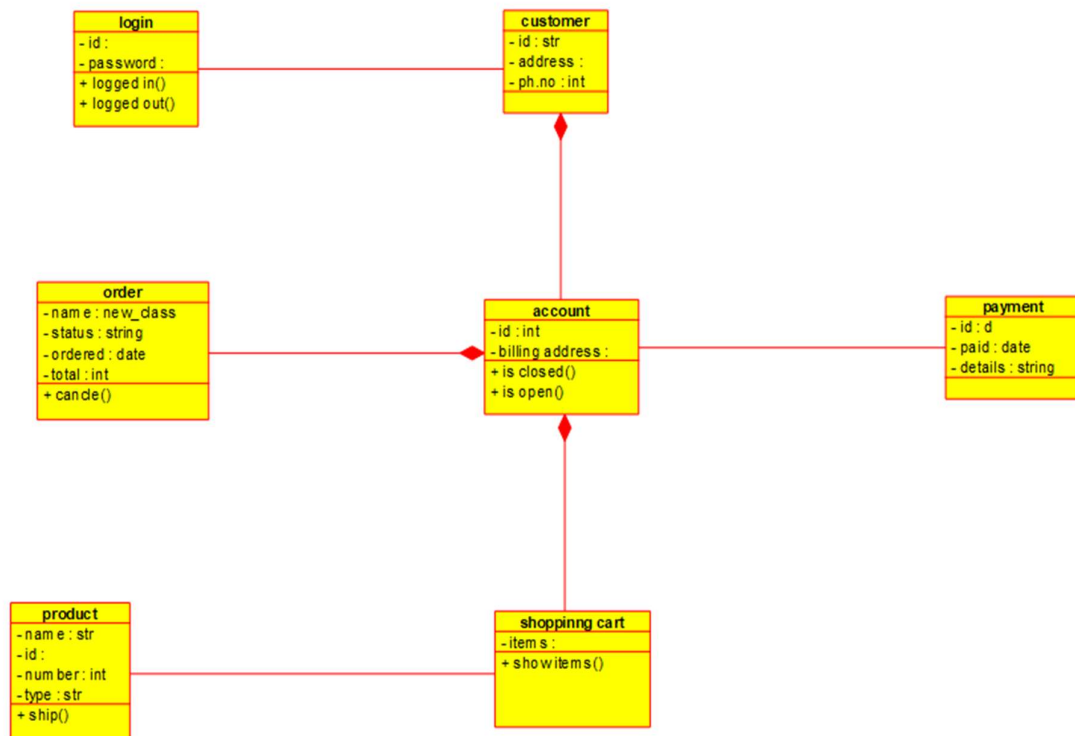 login
- id :
- password :
+ logged in()
+ logged out()
customer
- id : str
- address :
- ph.no : int
order
- name : new_class
- status : string
- ordered : date
- total : int
+ cancle()
account
- id : int
- billing address :
+ is closed()
+ is open()
payment
- id : d
- paid : date
- details : string
product
- name : str
- id :
- number : int
- type : str
+ ship()
shoppinng cart
- items :
+ showitems()